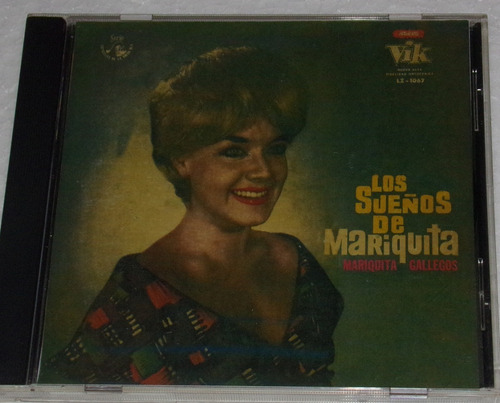 Vik
LZ-1067
LOS
SUEÑOS
DE
MARIQUITA
MARIQUITA GALLEGOS